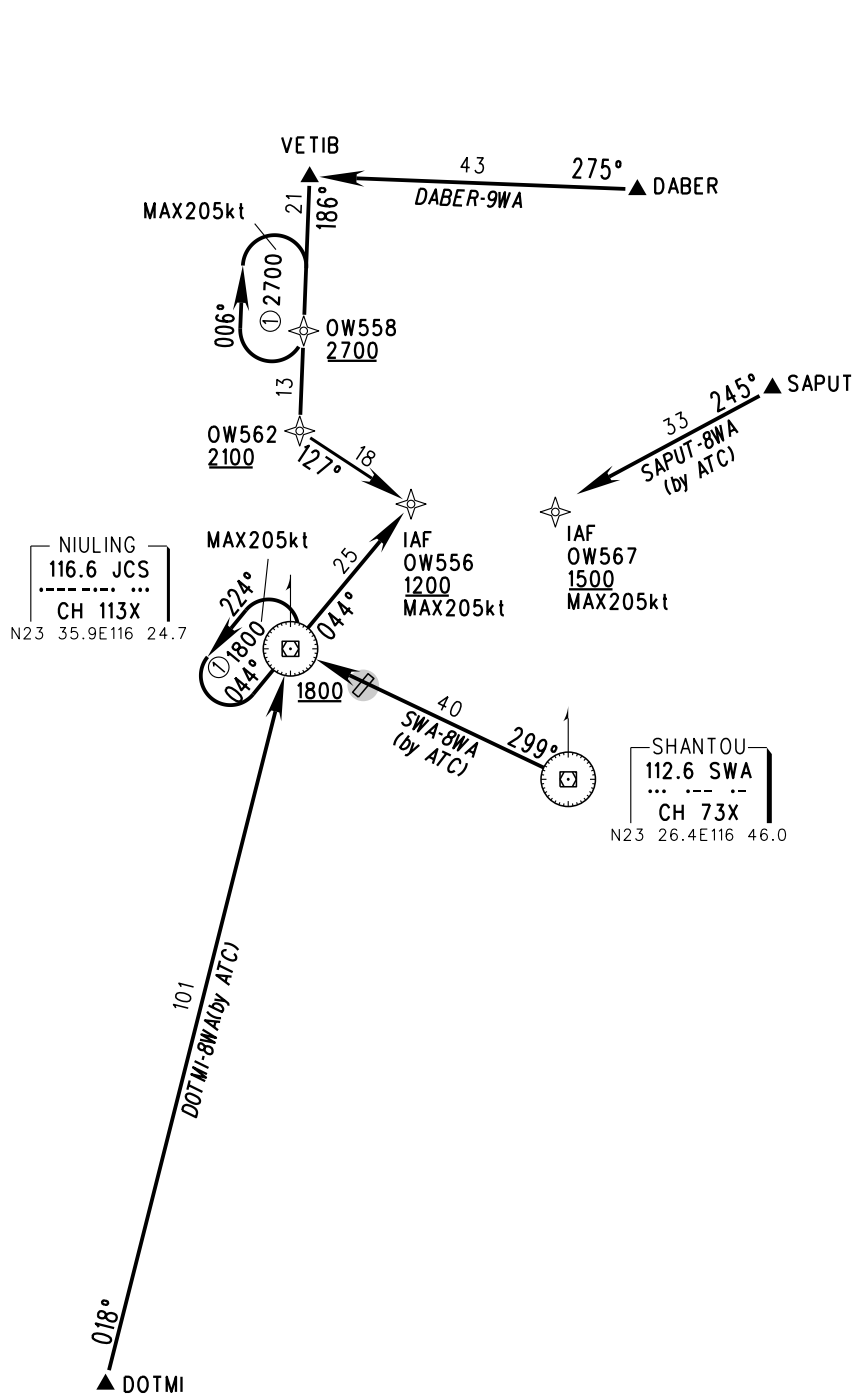 VETIB
43
275°
DABER
DABER-9WA
21
186°
MAX205kt
1 2700
006°
OW558
2700
13
OW562
2100
127°
18
SAPUT
245°
33
SAPUT-8WA
(by ATC)
IAF
OW556
1200
MAX205kt
IAF
OW567
1500
MAX205kt
NIULING
116.6 JCS
CH 113X
N23 35.9E116 24.7
MAX205kt
25
044°
224°
1 1800
044°
1800
40
299°
SWA-8WA
(by ATC)
SHANTOU
112.6 SWA
CH 73X
N23 26.4E116 46.0
101
DOTMI-8WA(by ATC)
018°
DOTMI